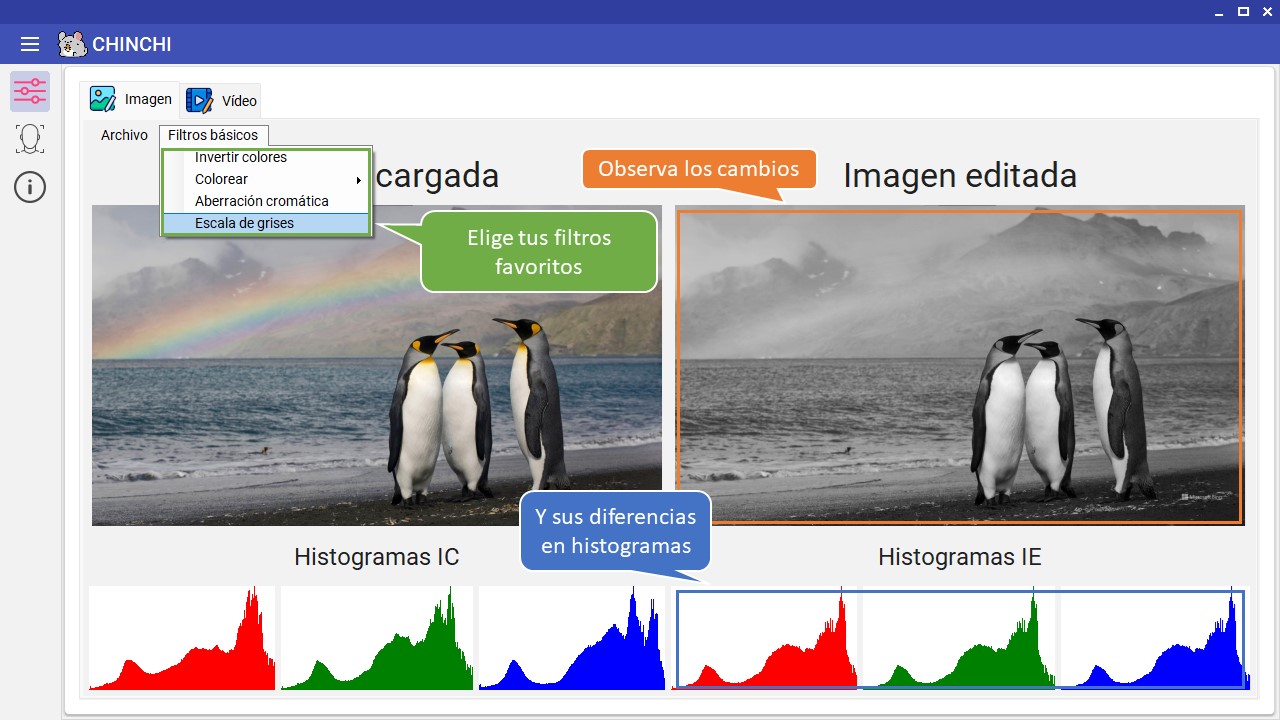 CHINCHI
Imagen
Vídeo
Archivo
Filtros básicos
Invertir colores
Colorear
Aberración cromática
Escala de grises
cargada
Observa los cambios
Imagen editada
Elige tus filtros
favoritos
Y sus diferencias
en histogramas
Histogramas IC
Histogramas IE